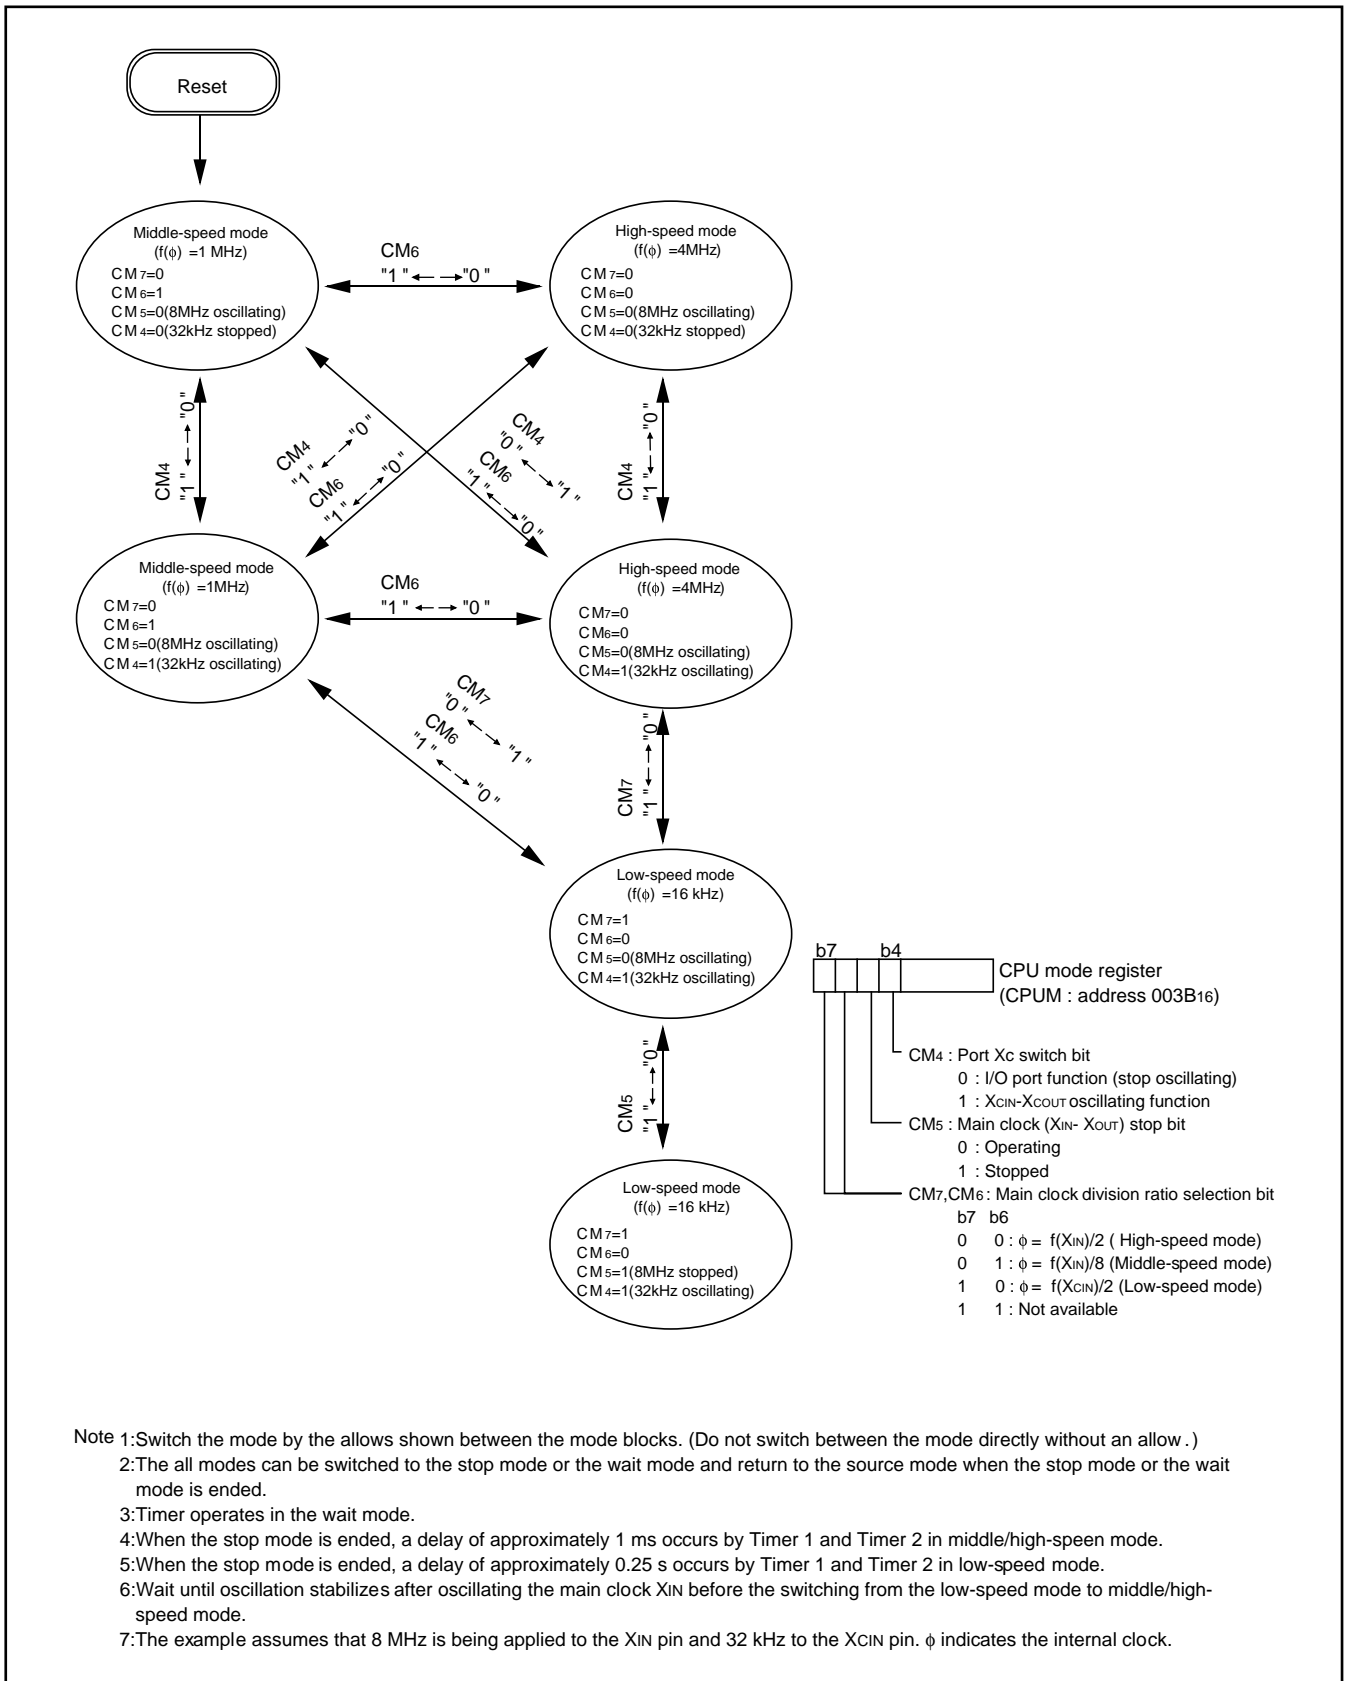 Reset
Middle-speed mode
(f(ϕ) =1 MHz)
CM7=0
CM6=1
CM5=0(8MHz oscillating)
CM4=0(32kHz stopped)
CM6
"1" ←→ "0"
High-speed mode
(f(ϕ) =4MHz)
CM7=0
CM6=0
CM5=0(8MHz oscillating)
CM4=0(32kHz stopped)
CM4
"1" ←→ "0"
CM4
"1" ←→ "0"
CM6
"1" ←→ "0"
CM4
"0" ←→ "1"
CM6
"1" ←→ "0"
CM4
"1" ←→ "0"
Middle-speed mode
(f(ϕ) =1MHz)
CM7=0
CM6=1
CM5=0(8MHz oscillating)
CM4=1(32kHz oscillating)
CM6
"1" ←→ "0"
High-speed mode
(f(ϕ) =4MHz)
CM7=0
CM6=0
CM5=0(8MHz oscillating)
CM4=1(32kHz oscillating)
CM7
"0" ←→ "1"
CM6
"1" ←→ "0"
CM7
"1" ←→ "0"
Low-speed mode
(f(ϕ) =16 kHz)
CM7=1
CM6=0
CM5=0(8MHz oscillating)
CM4=1(32kHz oscillating)
CM5
"1" ←→ "0"
Low-speed mode
(f(ϕ) =16 kHz)
CM7=1
CM6=0
CM5=1(8MHz stopped)
CM4=1(32kHz oscillating)
b7 b4
CPU mode register
(CPUM : address 003B16)
CM4 : Port Xc switch bit
0 : I/O port function (stop oscillating)
1 : XCIN-XCOUT oscillating function
CM5 : Main clock (XIN- XOUT) stop bit
0 : Operating
1 : Stopped
CM7,CM6 : Main clock division ratio selection bit
b7 b6
0 0 : ϕ = f(XIN)/2 ( High-speed mode)
0 1 : ϕ = f(XIN)/8 (Middle-speed mode)
1 0 : ϕ = f(XCIN)/2 (Low-speed mode)
1 1 : Not available
Note 1:Switch the mode by the allows shown between the mode blocks. (Do not switch between the mode directly without an allow.)
2:The all modes can be switched to the stop mode or the wait mode and return to the source mode when the stop mode or the wait
mode is ended.
3:Timer operates in the wait mode.
4:When the stop mode is ended, a delay of approximately 1 ms occurs by Timer 1 and Timer 2 in middle/high-speen mode.
5:When the stop mode is ended, a delay of approximately 0.25 s occurs by Timer 1 and Timer 2 in low-speed mode.
6:Wait until oscillation stabilizes after oscillating the main clock XIN before the switching from the low-speed mode to middle/high-
speed mode.
7:The example assumes that 8 MHz is being applied to the XIN pin and 32 kHz to the XCIN pin. ϕ indicates the internal clock.